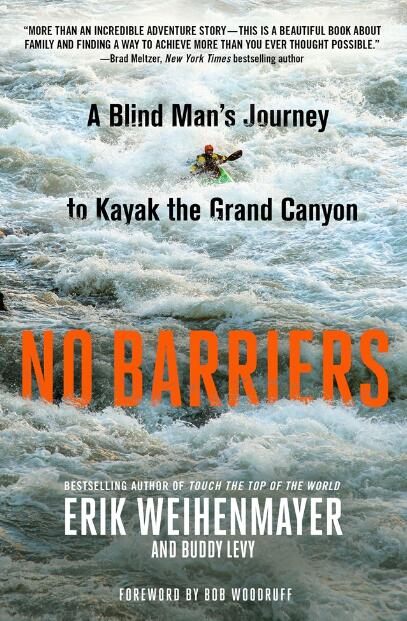 “MORE THAN AN INCREDIBLE ADVENTURE STORY—THIS IS A BEAUTIFUL BOOK ABOUT
FAMILY AND FINDING A WAY TO ACHIEVE MORE THAN YOU EVER THOUGHT POSSIBLE.”
—Brad Meltzer, New York Times bestselling author
A Blind Man’s Journey
to Kayak the Grand Canyon
NO BARRIERS
BESTSELLING AUTHOR OF TOUCH THE TOP OF THE WORLD
ERIK WEIHENMAYER
AND BUDDY LEVY
FOREWORD BY BOB WOODRUFF